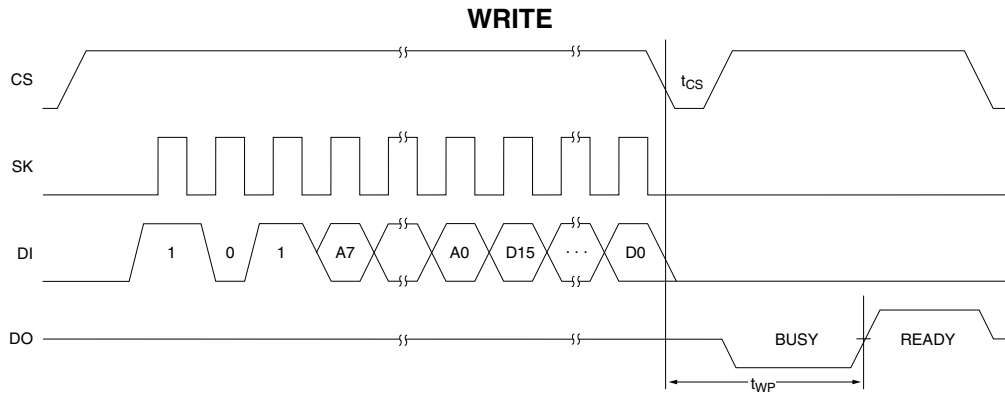 WRITE
CS
tCS
SK
DI 1 0 1 A7 A0 D15 ... D0
DO BUSY READY
tWP